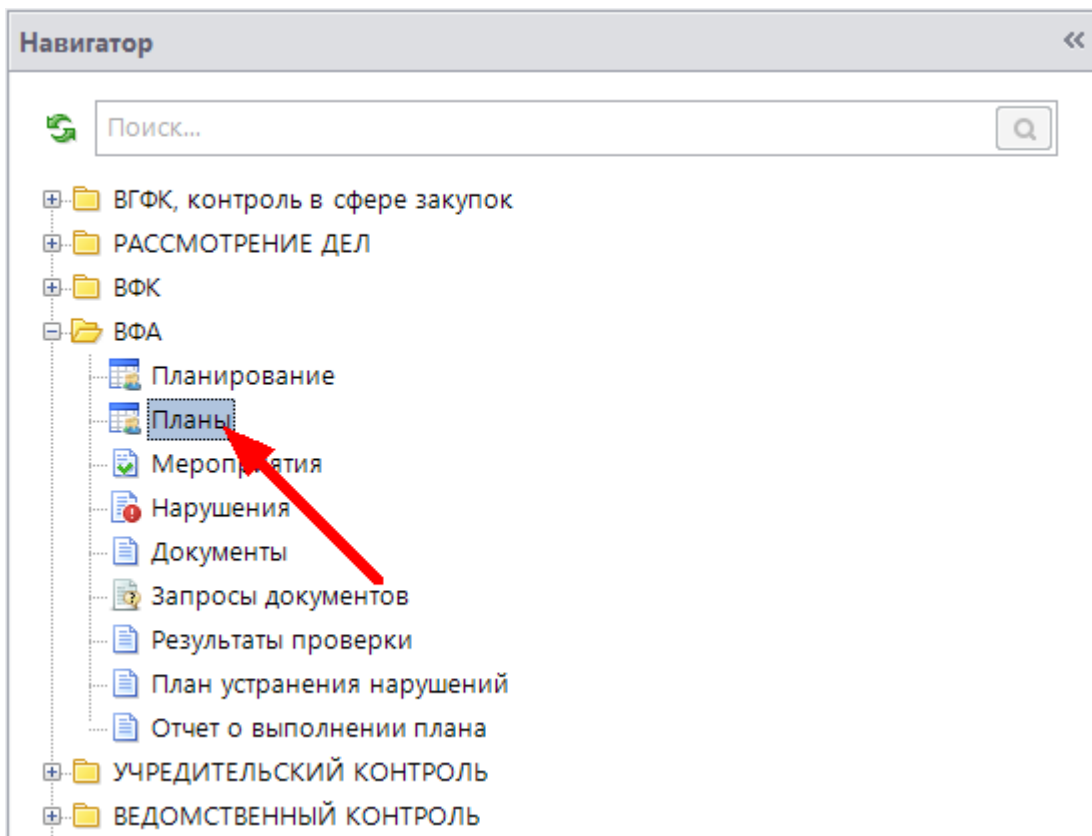 Навигатор
Поиск...
ВГФК, контроль в сфере закупок
РАССМОТРЕНИЕ ДЕЛ
ВФК
ВФА
Планирование
Планы
Мероприятия
Нарушения
Документы
Запросы документов
Результаты проверки
План устранения нарушений
Отчет о выполнении плана
УЧРЕДИТЕЛЬСКИЙ КОНТРОЛЬ
ВЕДОМСТВЕННЫЙ КОНТРОЛЬ